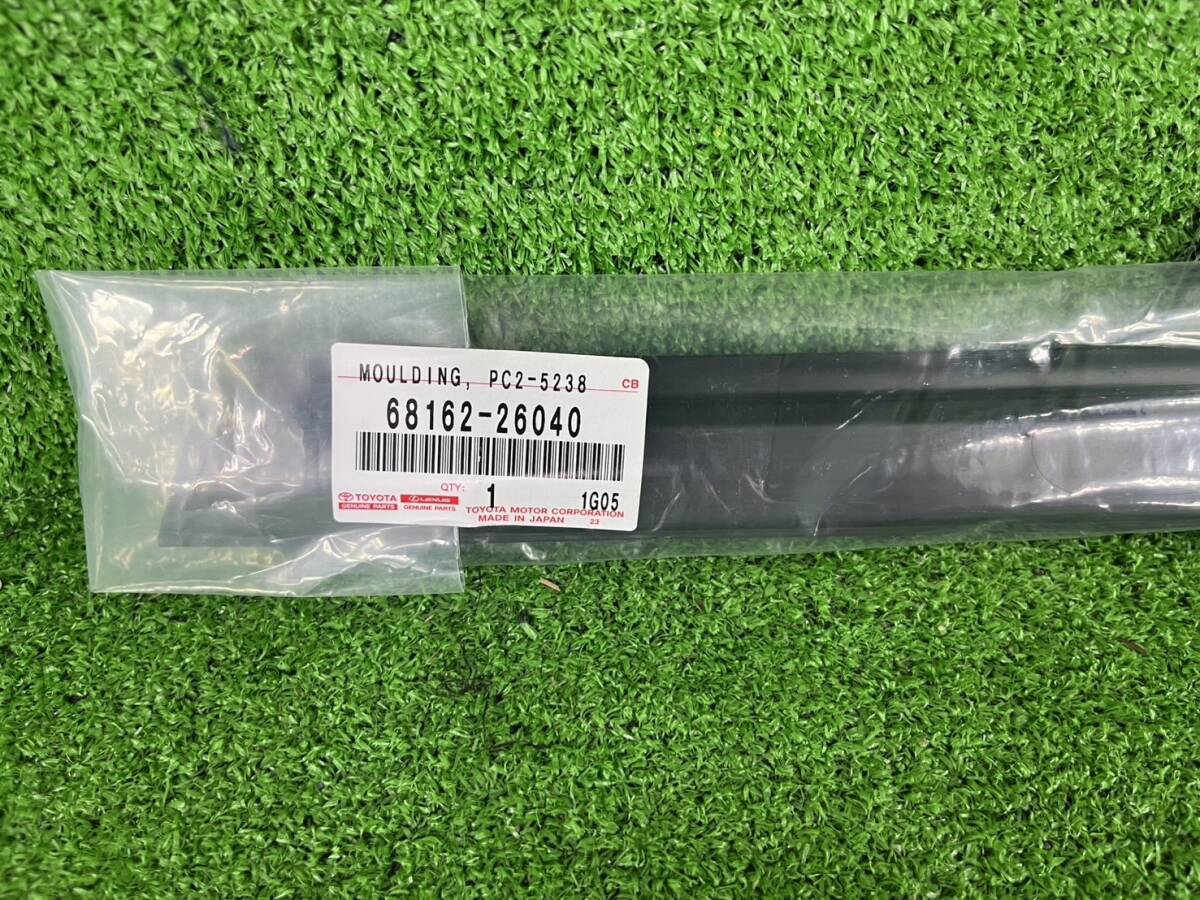 MOULDING, PC2-5238 CB
68162-26040
QTY: 1 1G05
TOYOTA LEXUS
GENUINE PARTS GENUINE PARTS
TOYOTA MOTOR CORPORATION
MADE IN JAPAN 23